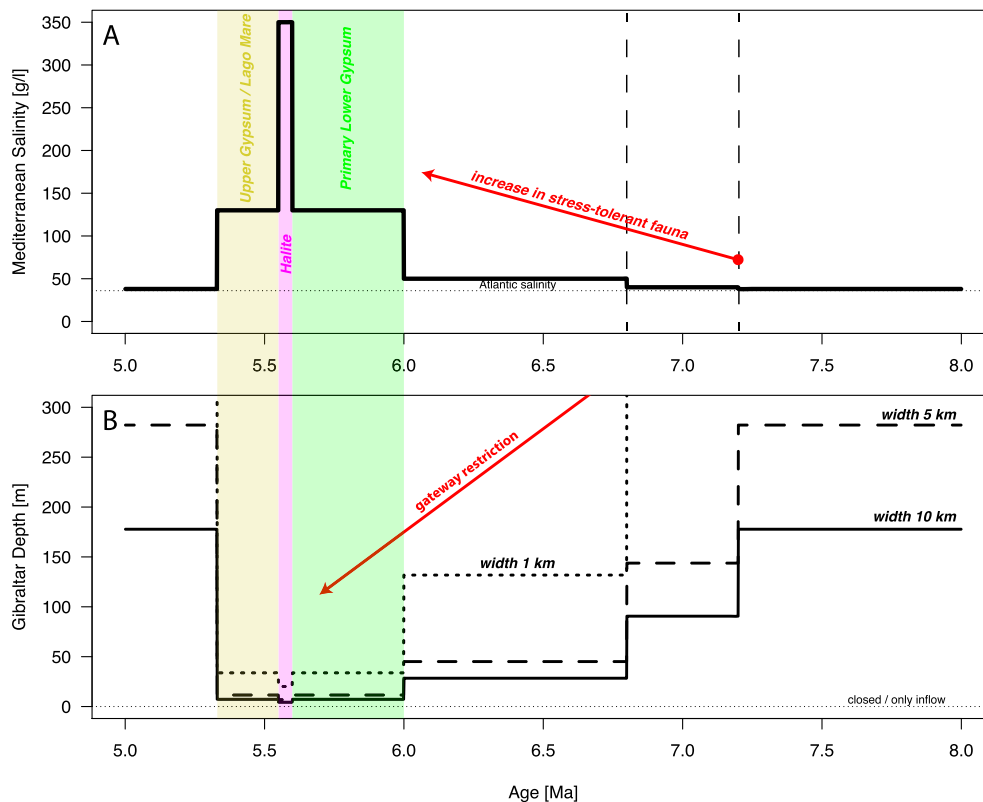 A
Mediterranean Salinity [g/l]
350
300
250
200
150
100
50
0
Upper Gypsum / Lago Mare
Halite
Primary Lower Gypsum
increase in stress-tolerant fauna
Atlantic salinity
5.0 5.5 6.0 6.5 7.0 7.5 8.0
B
Gibraltar Depth [m]
300
250
200
150
100
50
0
gateway restriction
width 5 km
width 10 km
width 1 km
closed / only inflow
5.0 5.5 6.0 6.5 7.0 7.5 8.0
Age [Ma]